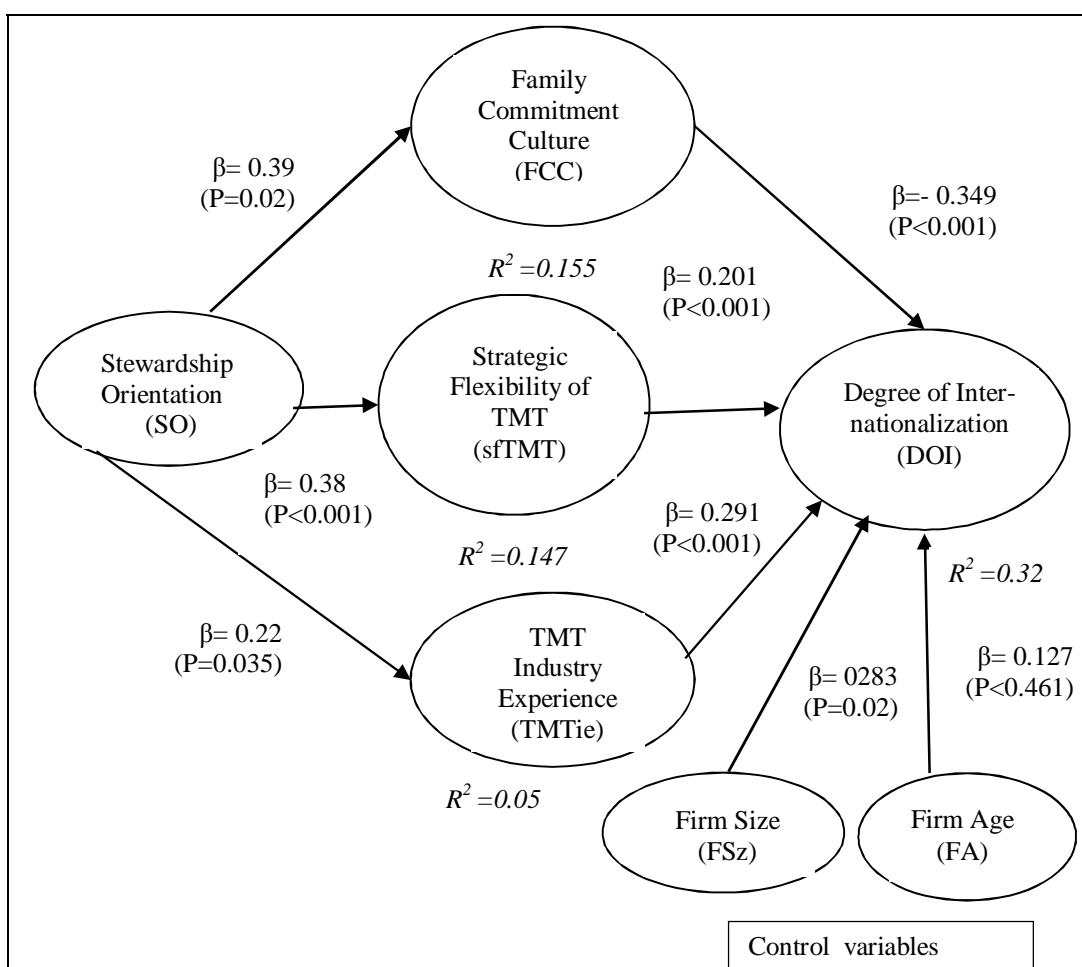 Family
Commitment
Culture
(FCC)
β= 0.39
(P=0.02)
β=- 0.349
(P<0.001)
R² =0.155
β= 0.201
(P<0.001)
Stewardship
Orientation
(SO)
Strategic
Flexibility of
TMT
(sfTMT)
Degree of Inter-
nationalization
(DOI)
β= 0.38
(P<0.001)
β= 0.291
(P<0.001)
R² =0.147
R² =0.32
β= 0.22
(P=0.035)
TMT
Industry
Experience
(TMTie)
β= 0283
(P=0.02)
β= 0.127
(P<0.461)
R² =0.05
Firm Size
(FSz)
Firm Age
(FA)
Control variables